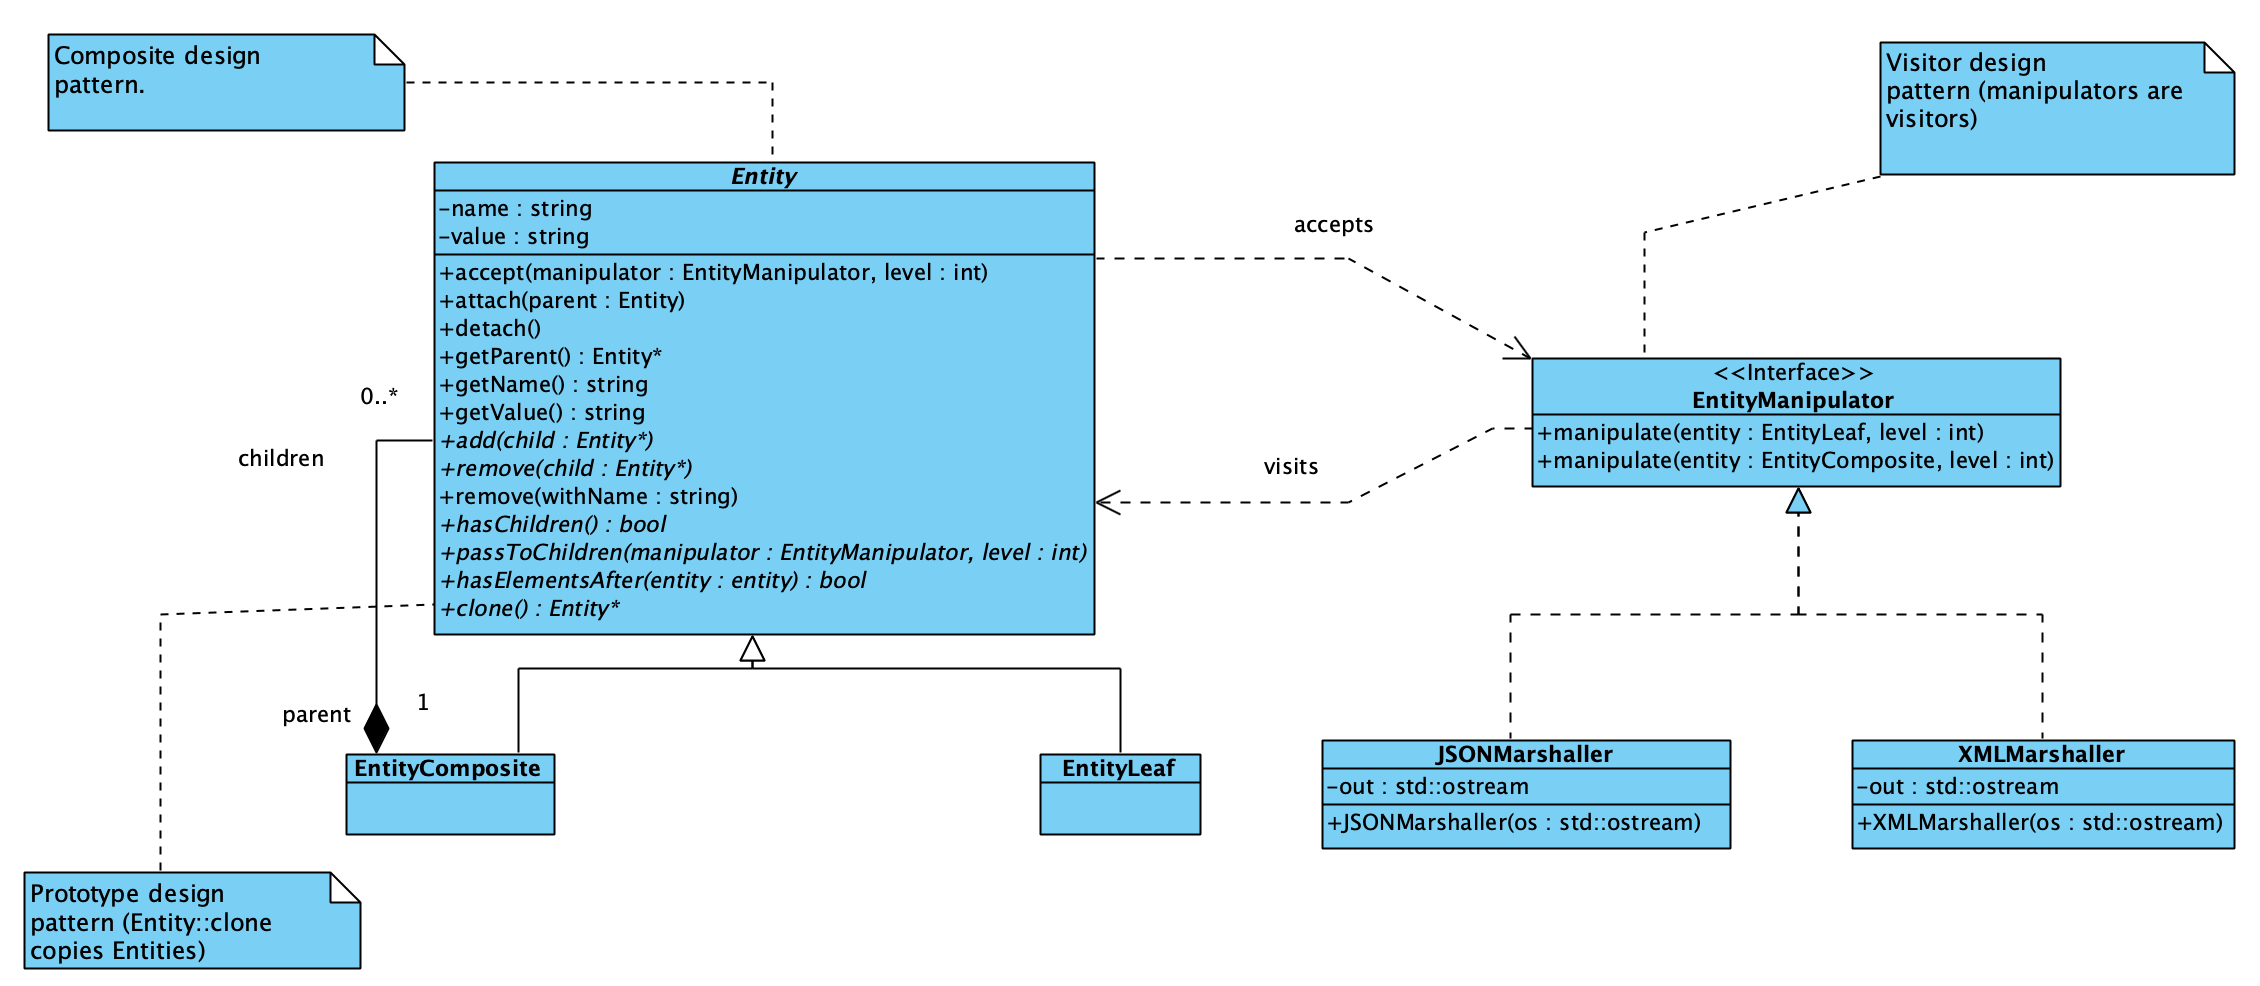 Composite design
pattern.
Visitor design
pattern (manipulators are
visitors)
Entity
-name : string
-value : string
+accept(manipulator : EntityManipulator, level : int)
+attach(parent : Entity)
+detach()
+getParent() : Entity*
+getName() : string
+getValue() : string
+add(child : Entity*)
+remove(child : Entity*)
+remove(withName : string)
+hasChildren() : bool
+passToChildren(manipulator : EntityManipulator, level : int)
+hasElementsAfter(entity : entity) : bool
+clone() : Entity*
accepts
visits
0..*
children
parent
1
<<Interface>>
EntityManipulator
+manipulate(entity : EntityLeaf, level : int)
+manipulate(entity : EntityComposite, level : int)
EntityComposite
EntityLeaf
JSONMarshaller
-out : std::ostream
+JSONMarshaller(os : std::ostream)
XMLMarshaller
-out : std::ostream
+XMLMarshaller(os : std::ostream)
Prototype design
pattern (Entity::clone
copies Entities)